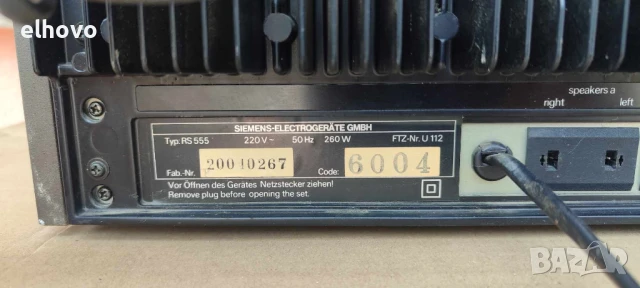 elhovo
speakers a
right left
SIEMENS-ELECTROGERÄTE GMBH
Typ: RS 555 220 V~ 50 Hz 260 W FTZ-Nr. U 112
Fab.-Nr. 20010267 Code: 6004
Vor Öffnen des Gerätes Netzstecker ziehen!
Remove plug before opening the set.
BAZAR